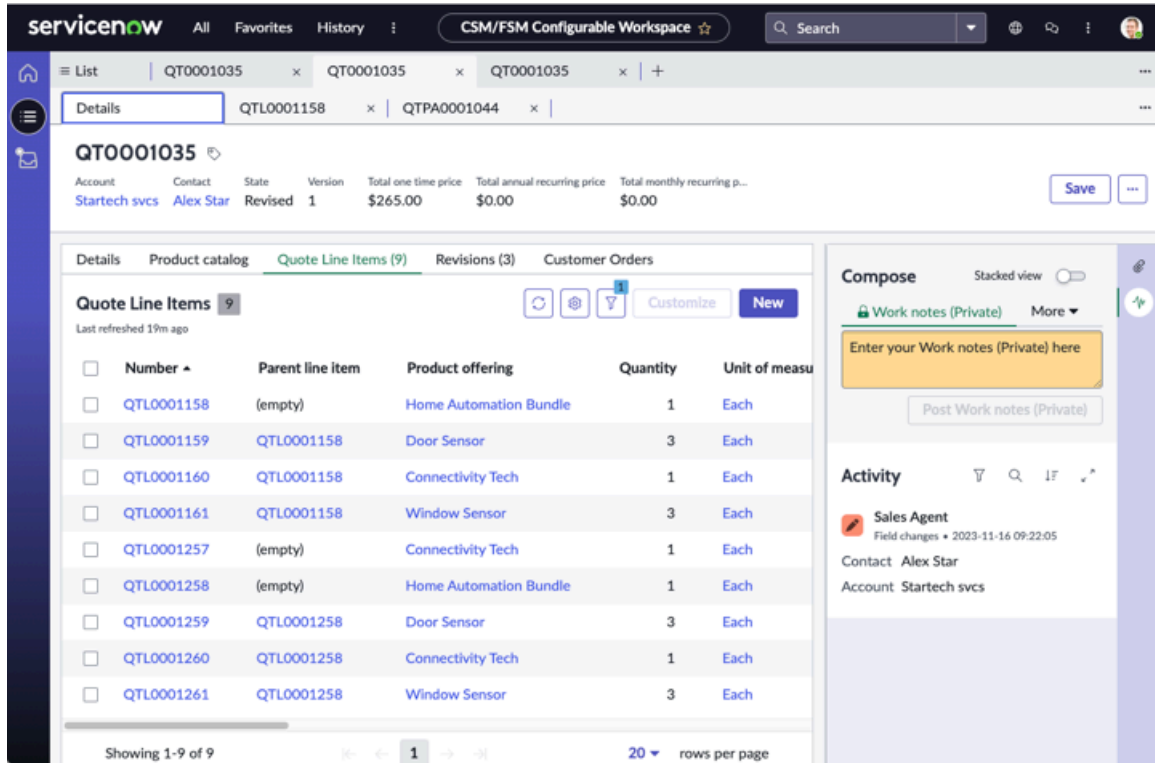 servicenow All Favorites History CSM/FSM Configurable Workspace Search
List QT0001035 QT0001035 QT0001035
Details QTL0001158 QTPA0001044
QT0001035
Account Contact State Version Total one time price Total annual recurring price Total monthly recurring p...
Startech svcs Alex Star Revised 1 $265.00 $0.00 $0.00
Save
Details Product catalog Quote Line Items (9) Revisions (3) Customer Orders
Quote Line Items 9
Last refreshed 19m ago
1
Customize New
Number Parent line item Product offering Quantity Unit of measu
QTL0001158 (empty) Home Automation Bundle 1 Each
QTL0001159 QTL0001158 Door Sensor 3 Each
QTL0001160 QTL0001158 Connectivity Tech 1 Each
QTL0001161 QTL0001158 Window Sensor 3 Each
QTL0001257 (empty) Connectivity Tech 1 Each
QTL0001258 (empty) Home Automation Bundle 1 Each
QTL0001259 QTL0001258 Door Sensor 3 Each
QTL0001260 QTL0001258 Connectivity Tech 1 Each
QTL0001261 QTL0001258 Window Sensor 3 Each
Showing 1-9 of 9 1 20 rows per page
Compose Stacked view
Work notes (Private) More
Enter your Work notes (Private) here
Post Work notes (Private)
Activity
Sales Agent
Field changes • 2023-11-16 09:22:05
Contact Alex Star
Account Startech svcs